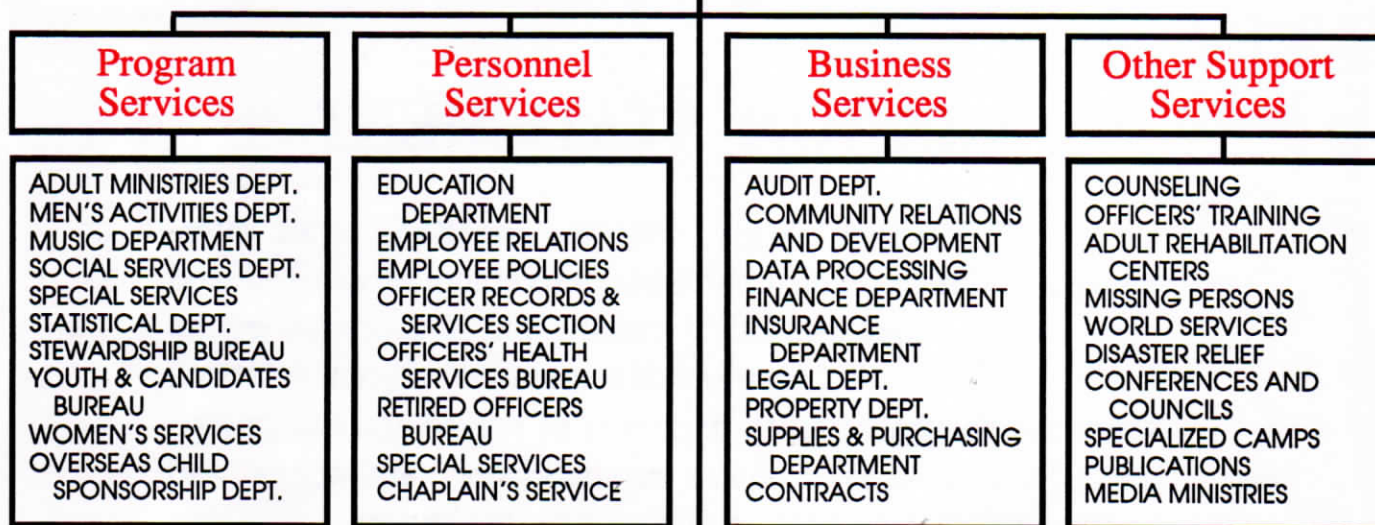 Program
Services
ADULT MINISTRIES DEPT.
MEN'S ACTIVITIES DEPT.
MUSIC DEPARTMENT
SOCIAL SERVICES DEPT.
SPECIAL SERVICES
STATISTICAL DEPT.
STEWARDSHIP BUREAU
YOUTH & CANDIDATES
BUREAU
WOMEN'S SERVICES
OVERSEAS CHILD
SPONSORSHIP DEPT.
Personnel
Services
EDUCATION
DEPARTMENT
EMPLOYEE RELATIONS
EMPLOYEE POLICIES
OFFICER RECORDS &
SERVICES SECTION
OFFICERS' HEALTH
SERVICES BUREAU
RETIRED OFFICERS
BUREAU
SPECIAL SERVICES
CHAPLAIN'S SERVICE
Business
Services
AUDIT DEPT.
COMMUNITY RELATIONS
AND DEVELOPMENT
DATA PROCESSING
FINANCE DEPARTMENT
INSURANCE
DEPARTMENT
LEGAL DEPT.
PROPERTY DEPT.
SUPPLIES & PURCHASING
DEPARTMENT
CONTRACTS
Other Support
Services
COUNSELING
OFFICERS' TRAINING
ADULT REHABILITATION
CENTERS
MISSING PERSONS
WORLD SERVICES
DISASTER RELIEF
CONFERENCES AND
COUNCILS
SPECIALIZED CAMPS
PUBLICATIONS
MEDIA MINISTRIES